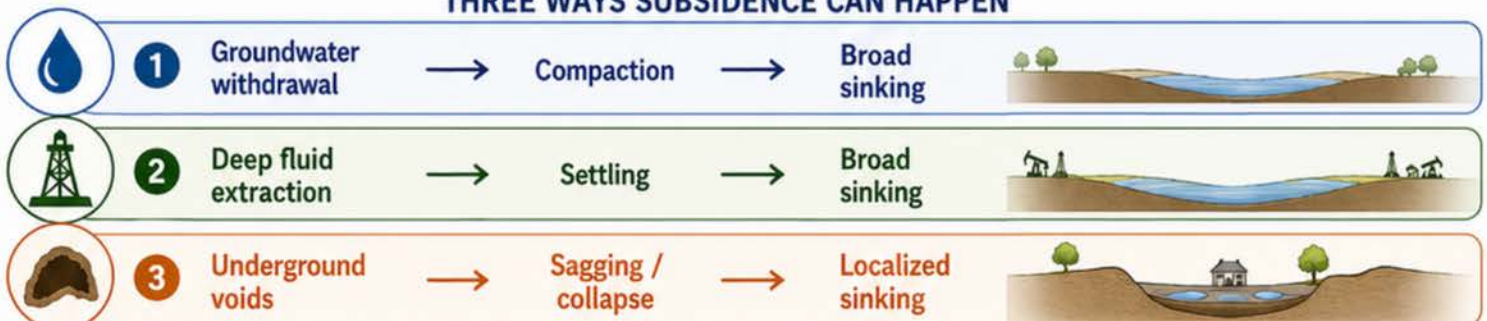 THREE WAYS SUBSIDENCE CAN HAPPEN
1
Groundwater
withdrawal
→
Compaction
→
Broad
sinking
2
Deep fluid
extraction
→
Settling
→
Broad
sinking
3
Underground
voids
→
Sagging /
collapse
→
Localized
sinking